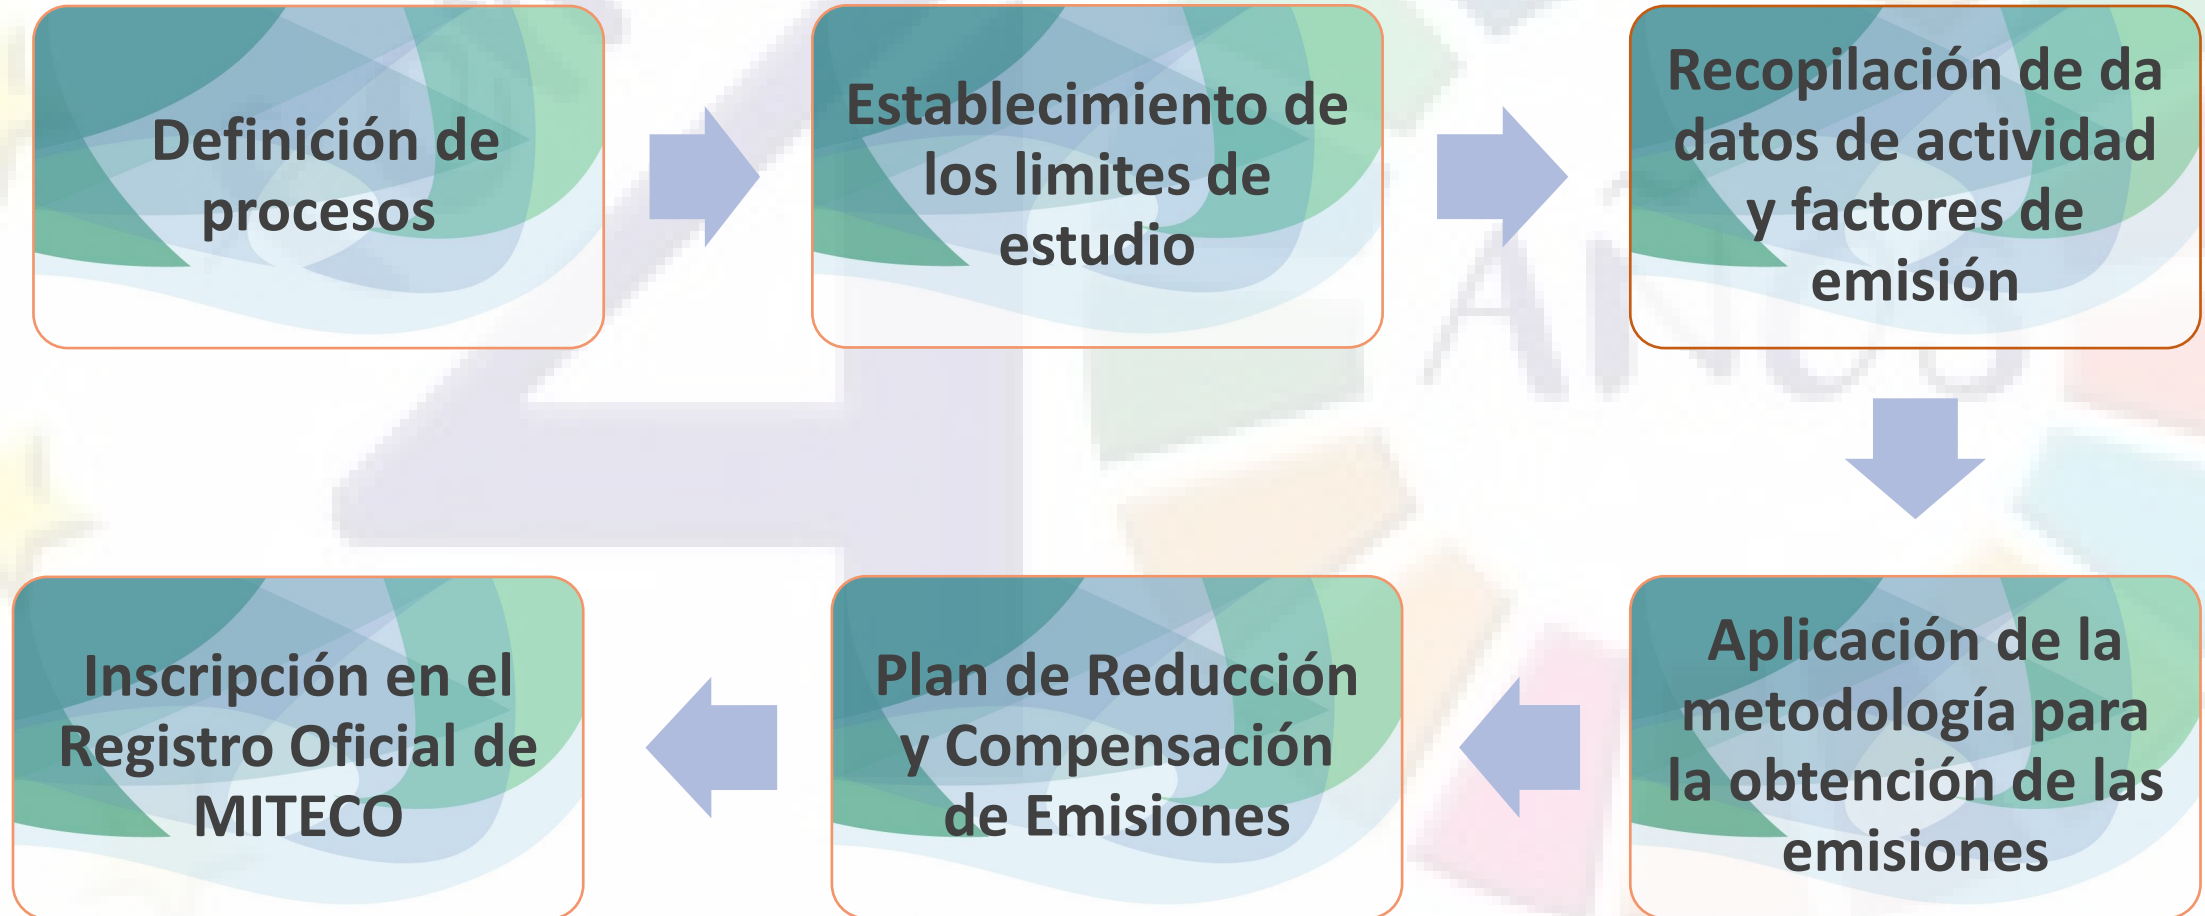 Definición de
procesos
Establecimiento de
los limites de
estudio
Recopilación de da
datos de actividad
y factores de
emisión
Aplicación de la
metodología para
la obtención de las
emisiones
Plan de Reducción
y Compensación
de Emisiones
Inscripción en el
Registro Oficial de
MITECO